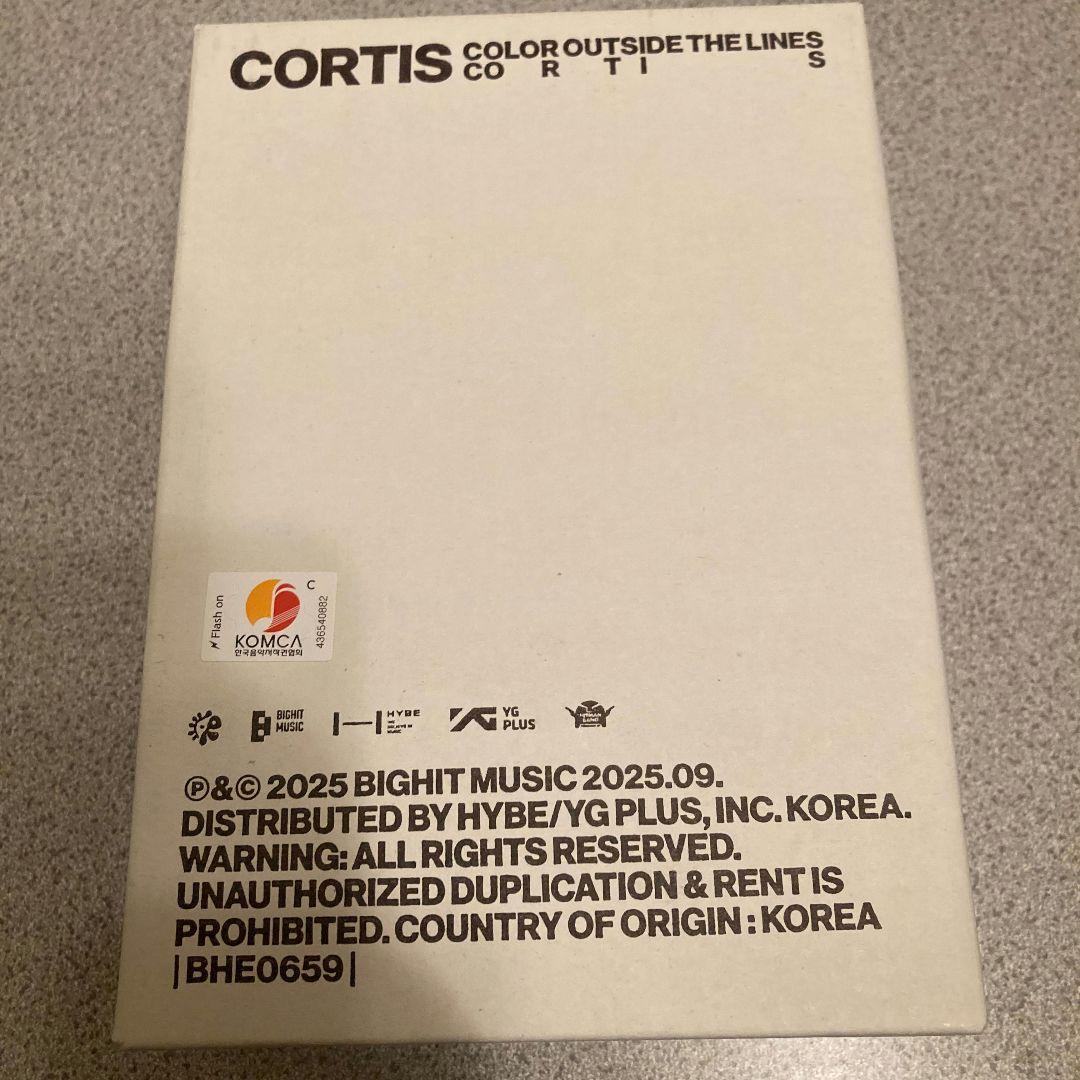 CORTIS
COLOR OUTSIDE THE LINES
CO R T I S
Flash on
C
KOMCA
한국음악저작권협회
436540882
BIGHIT
MUSIC
HYBE
YG
PLUS
℗&© 2025 BIGHIT MUSIC 2025.09.
DISTRIBUTED BY HYBE/YG PLUS, INC. KOREA.
WARNING: ALL RIGHTS RESERVED.
UNAUTHORIZED DUPLICATION & RENT IS
PROHIBITED. COUNTRY OF ORIGIN : KOREA
|BHE0659|